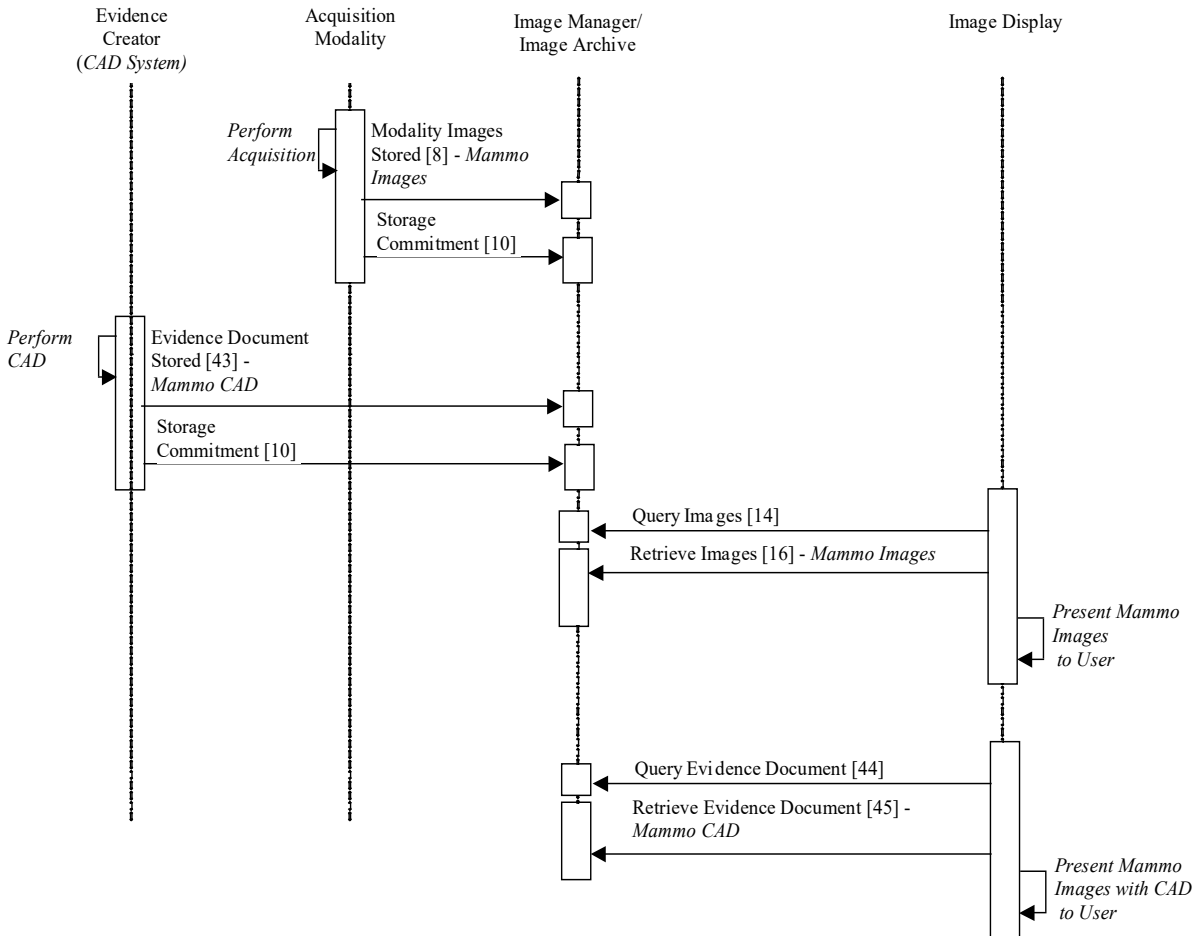 Evidence
Creator
(CAD System)
Acquisition
Modality
Image Manager/
Image Archive
Image Display
Perform
Acquisition
Modality Images
Stored [8] - Mammo
Images
Storage
Commitment [10]
Perform
CAD
Evidence Document
Stored [43] -
Mammo CAD
Storage
Commitment [10]
Query Images [14]
Retrieve Images [16] - Mammo Images
Present Mammo
Images
to User
Query Evidence Document [44]
Retrieve Evidence Document [45] -
Mammo CAD
Present Mammo
Images with CAD
to User